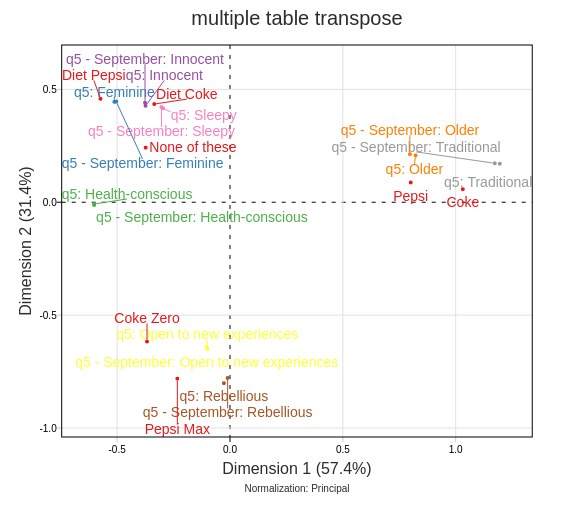 multiple table transpose
q5 - September: Innocent
Diet Pepsi
q5: Innocent
q5: Feminine
Diet Coke
q5: Sleepy
q5 - September: Sleepy
None of these
q5 - September: Feminine
q5 - September: Older
q5 - September: Traditional
q5: Older
q5: Traditional
Pepsi
Coke
q5: Health-conscious
q5 - September: Health-conscious
Coke Zero
q5: Open to new experiences
q5 - September: Open to new experiences
q5: Rebellious
q5 - September: Rebellious
Pepsi Max
0.5
0.0
-0.5
-1.0
Dimension 2 (31.4%)
-0.5
0.0
0.5
1.0
Dimension 1 (57.4%)
Normalization: Principal